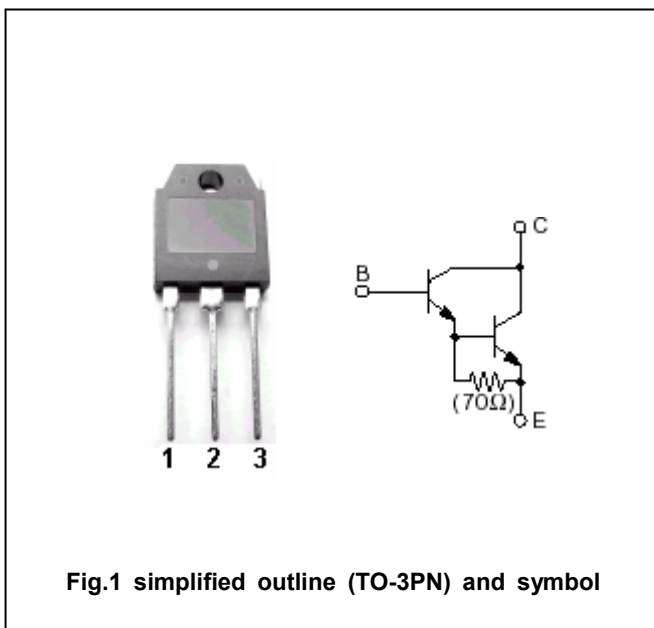 C
B
(70Ω)
E
1 2 3
Fig.1 simplified outline (TO-3PN) and symbol